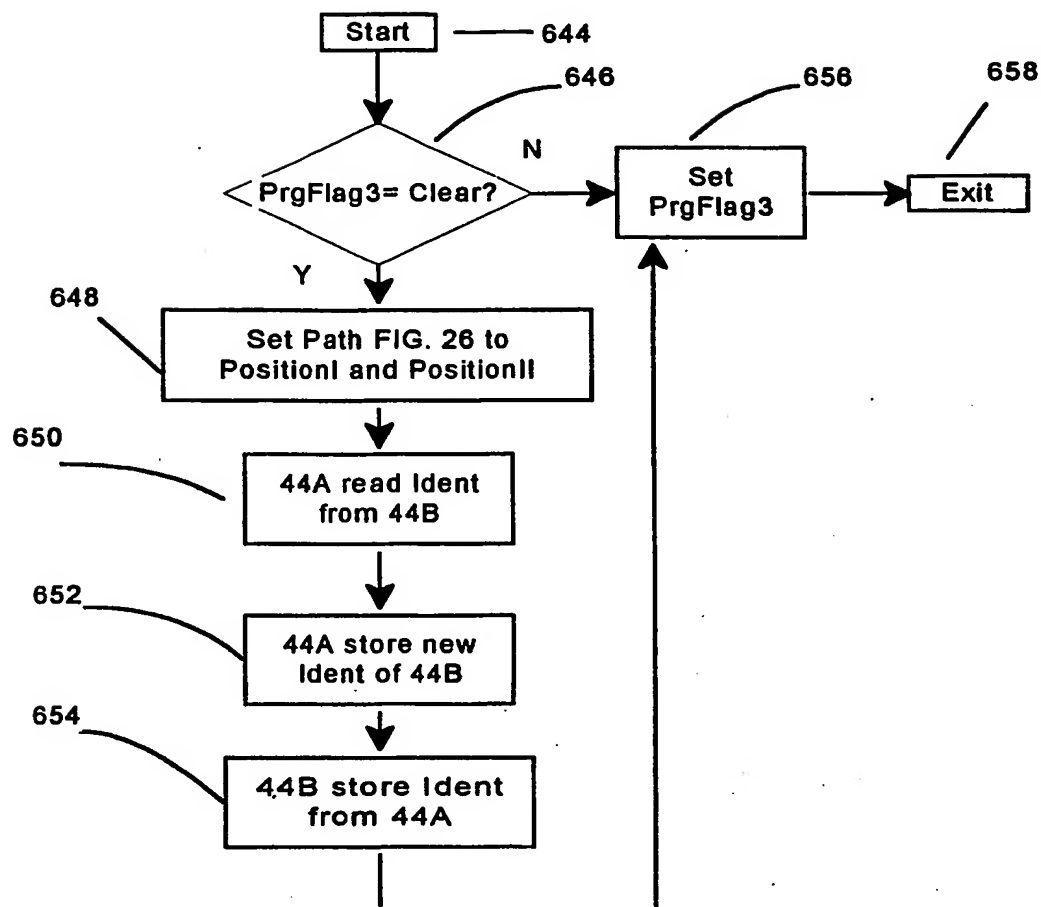 Start
644
646
656
658
N
PrgFlag3= Clear?
Set
PrgFlag3
Exit
Y
648
Set Path FIG. 26 to
PositionI and PositionII
650
44A read Ident
from 44B
652
44A store new
Ident of 44B
654
44B store Ident
from 44A